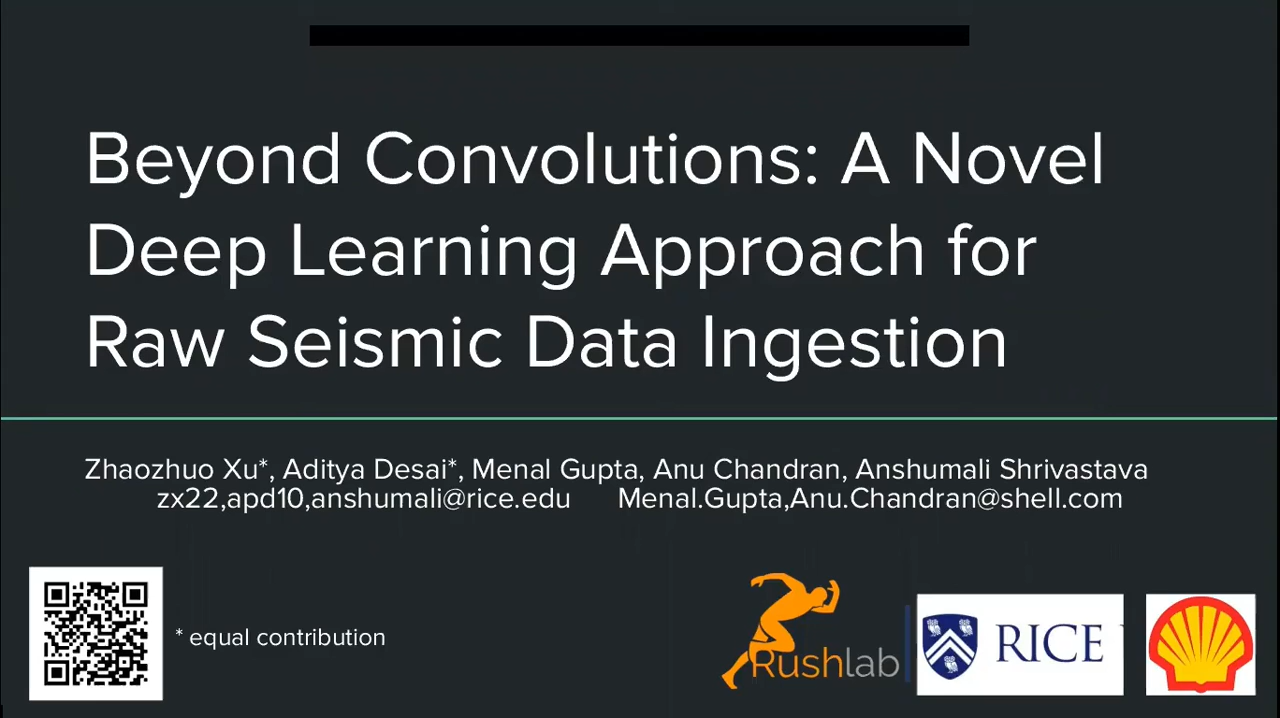 Beyond Convolutions: A Novel
Deep Learning Approach for
Raw Seismic Data Ingestion
Zhaozhuo Xu*, Aditya Desai*, Menal Gupta, Anu Chandran, Anshumali Shrivastava
zx22,apd10,anshumali@rice.edu Menal.Gupta,Anu.Chandran@shell.com
* equal contribution
Rushlab
RICE